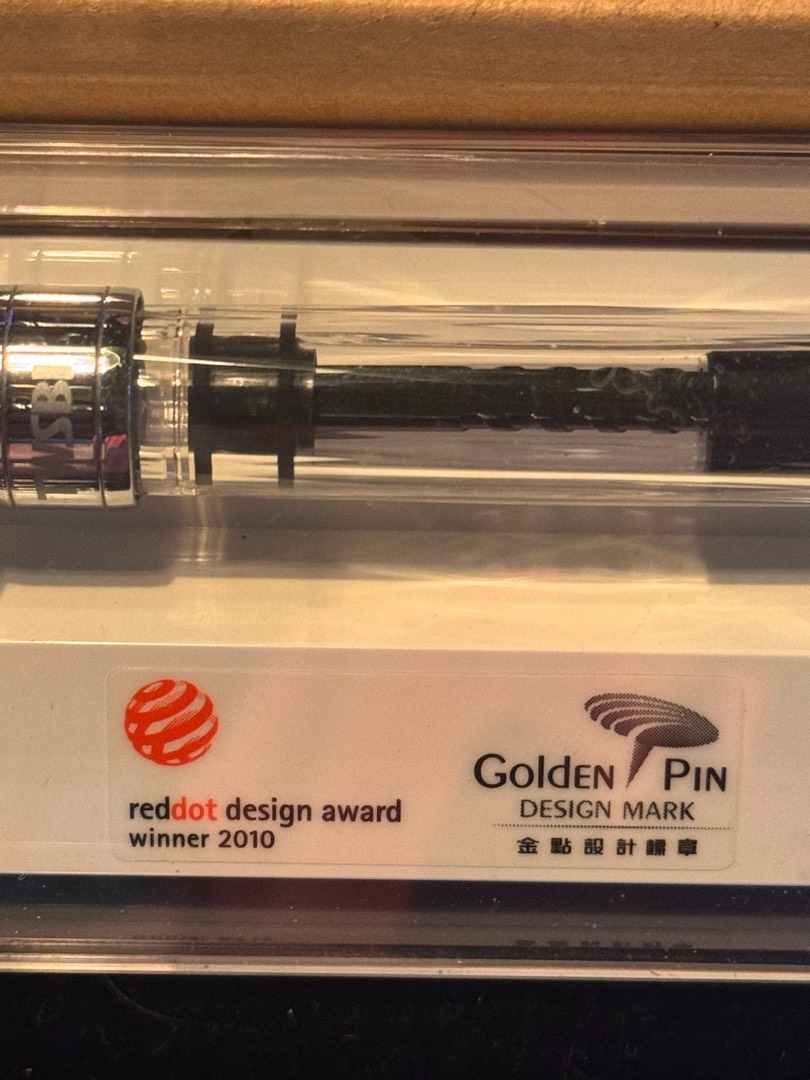 reddot design award
winner 2010
Golden Pin
DESIGN MARK
金點設計標章